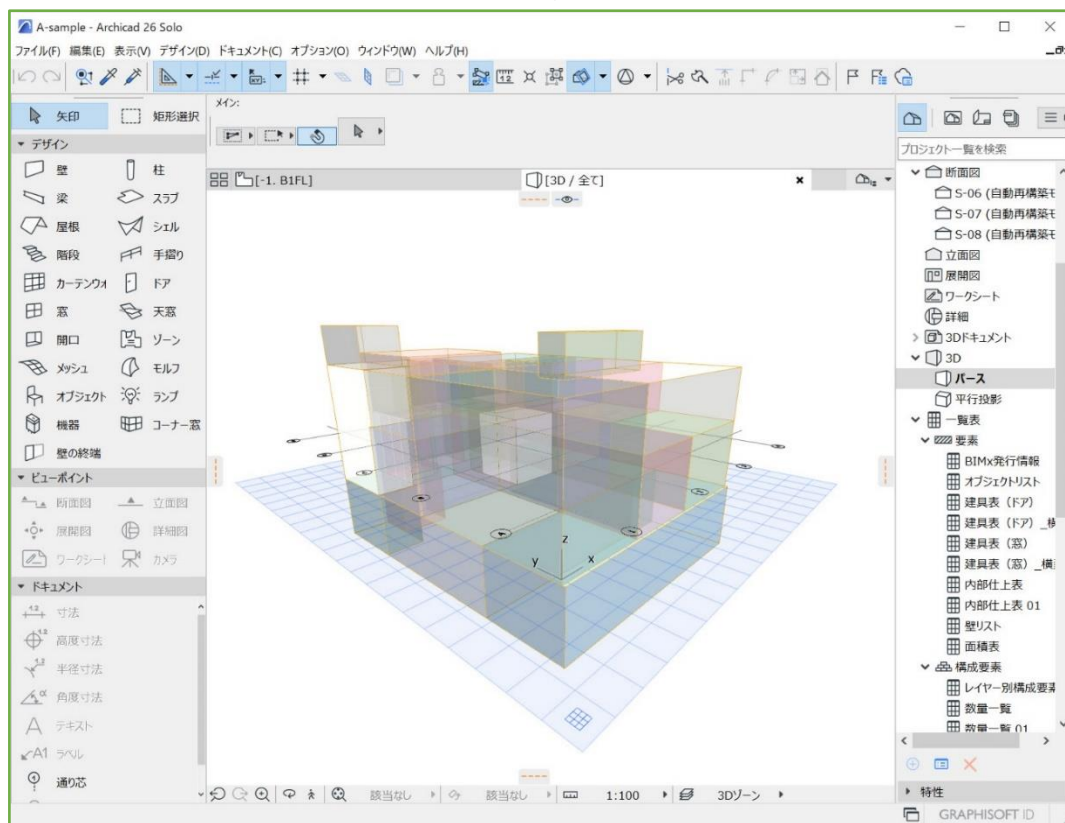 A-sample - Archicad 26 Solo
ファイル(F) 編集(E) 表示(V) デザイン(D) ドキュメント(C) オプション(O) ウィンドウ(W) ヘルプ(H)
メイン:
矢印
矩形選択
デザイン
壁
柱
梁
スラブ
屋根
シェル
階段
手摺り
カーテンウォ
ドア
窓
天窓
開口
ゾーン
メッシュ
モルフ
オブジェクト
ランプ
機器
コーナー窓
壁の終端
ビューポイント
断面図
立面図
展開図
詳細図
ワークシート
カメラ
ドキュメント
寸法
高度寸法
半径寸法
角度寸法
テキスト
ラベル
通り芯
[-1. B1FL]
[3D / 全て]
z
y
x
該当なし
該当なし
1:100
3Dゾーン
プロジェクト一覧を検索
断面図
S-06 (自動再構築モ
S-07 (自動再構築モ
S-08 (自動再構築モ
立面図
展開図
ワークシート
詳細
3Dドキュメント
3D
パース
平行投影
一覧表
要素
BIMx発行情報
オブジェクトリスト
建具表（ドア）
建具表（ドア）_横
建具表（窓）
建具表（窓）_横
内部仕上表
内部仕上表 01
壁リスト
面積表
構成要素
レイヤー別構成要素
数量一覧
数量一覧 01
特性
GRAPHISOFT ID